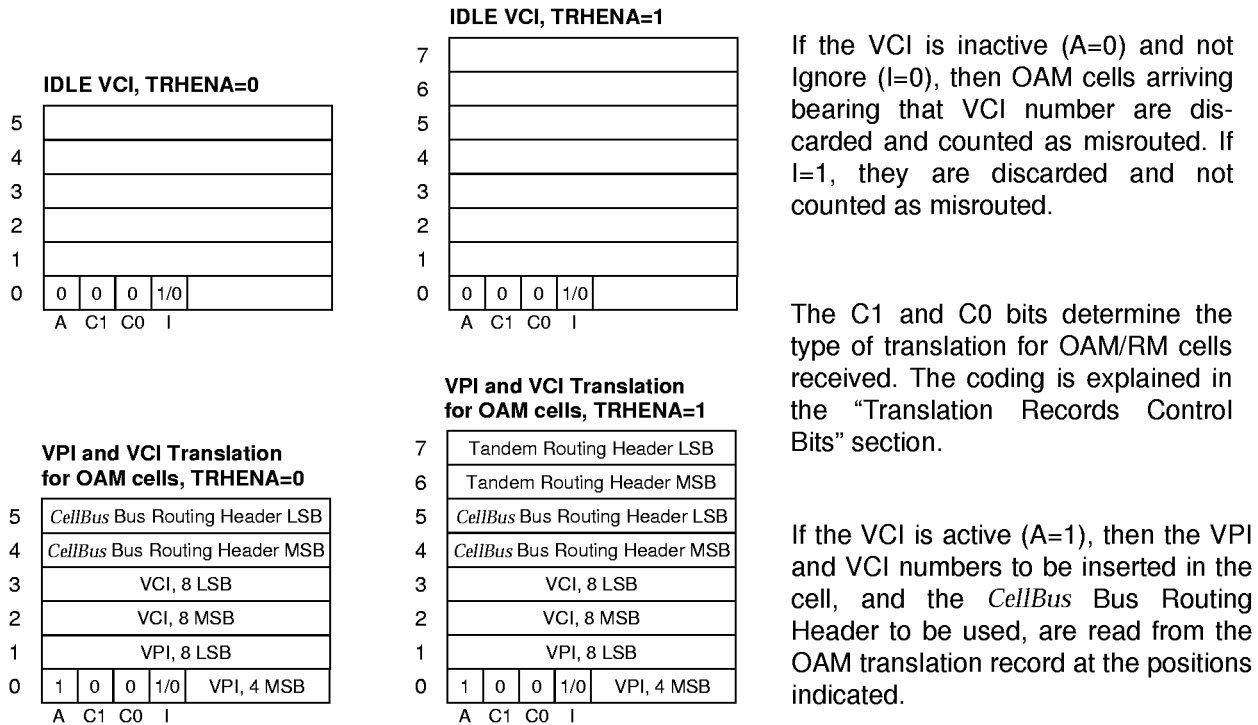 IDLE VCI, TRHENA=0
5
4
3
2
1
0 0 0 0 1/0
A C1 C0 I
IDLE VCI, TRHENA=1
7
6
5
4
3
2
1
0 0 0 0 1/0
A C1 C0 I
If the VCI is inactive (A=0) and not
Ignore (I=0), then OAM cells arriving
bearing that VCI number are dis-
carded and counted as misrouted. If
I=1, they are discarded and not
counted as misrouted.
The C1 and C0 bits determine the
type of translation for OAM/RM cells
received. The coding is explained in
the “Translation Records Control
Bits” section.
VPI and VCI Translation
for OAM cells, TRHENA=0
5 CellBus Bus Routing Header LSB
4 CellBus Bus Routing Header MSB
3 VCI, 8 LSB
2 VCI, 8 MSB
1 VPI, 8 LSB
0 1 0 0 1/0 VPI, 4 MSB
A C1 C0 I
VPI and VCI Translation
for OAM cells, TRHENA=1
7 Tandem Routing Header LSB
6 Tandem Routing Header MSB
5 CellBus Bus Routing Header LSB
4 CellBus Bus Routing Header MSB
3 VCI, 8 LSB
2 VCI, 8 MSB
1 VPI, 8 LSB
0 1 0 0 1/0 VPI, 4 MSB
A C1 C0 I
If the VCI is active (A=1), then the VPI
and VCI numbers to be inserted in the
cell, and the CellBus Bus Routing
Header to be used, are read from the
OAM translation record at the positions
indicated.